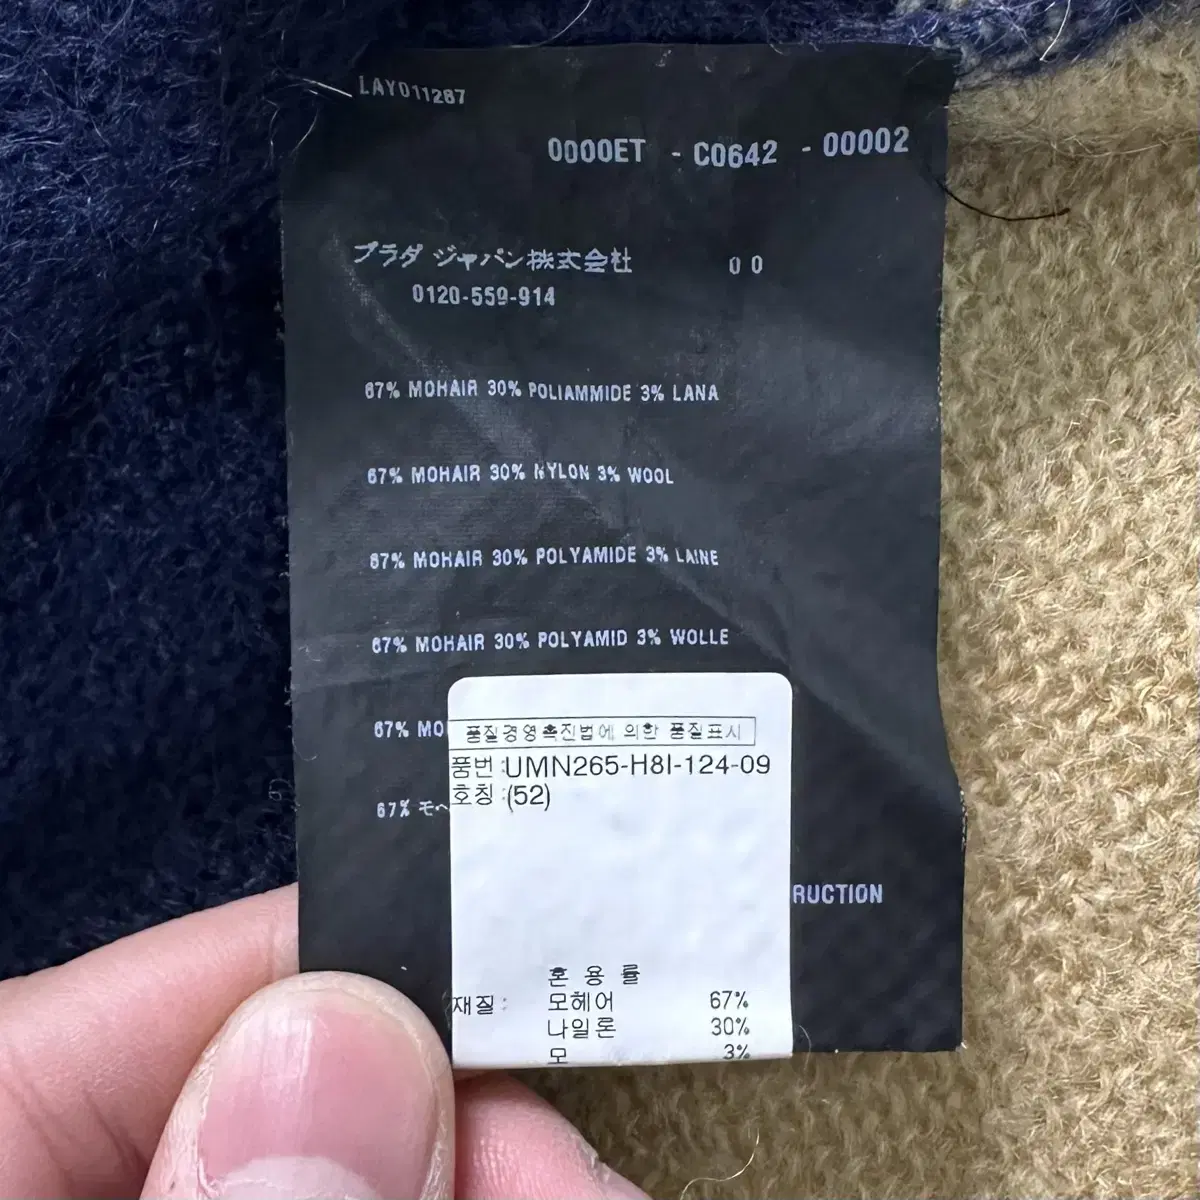 LAY011267
0000ET - C0642 - 00002
プラダ ジャパン株式会社 00
0120-559-914
67% MOHAIR 30% POLIAMMIDE 3% LANA
67% MOHAIR 30% NYLON 3% WOOL
67% MOHAIR 30% POLYAMIDE 3% LAINE
67% MOHAIR 30% POLYAMID 3% WOLLE
67% MO
67% モヘ
품질경영촉진법에 의한 품질표시
품번:UMN265-H8I-124-09
호칭:(52)
RUCTION
혼용률
재질: 모헤어 67%
나일론 30%
모 3%